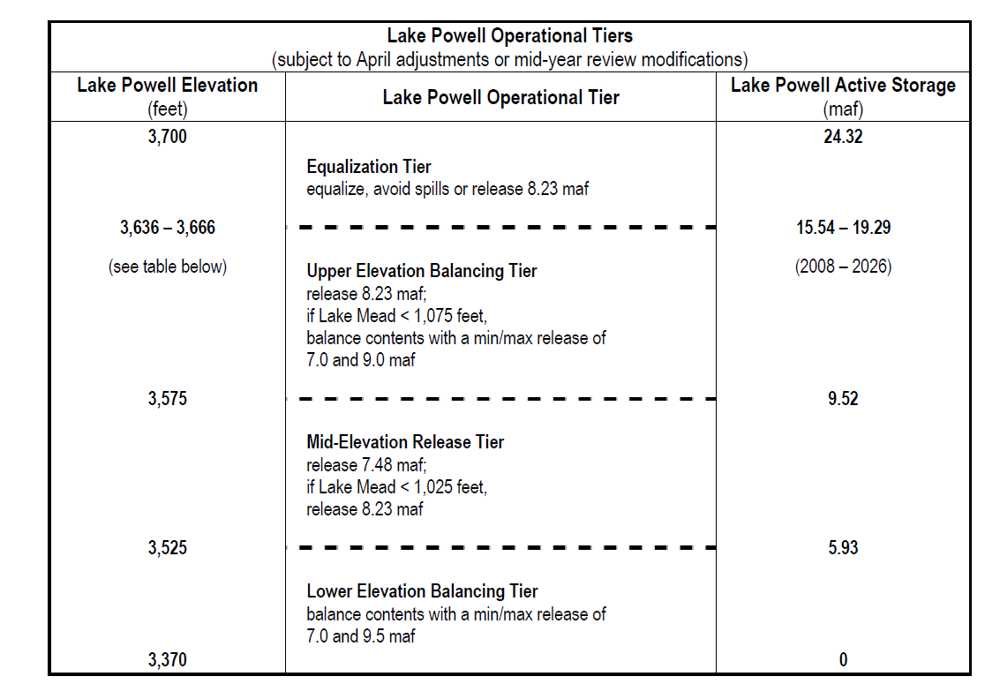 Lake Powell Operational Tiers
(subject to April adjustments or mid-year review modifications)
Lake Powell Elevation
(feet)
Lake Powell Operational Tier
Lake Powell Active Storage
(maf)
3,700
24.32
Equalization Tier
equalize, avoid spills or release 8.23 maf
3,636 – 3,666
15.54 – 19.29
(see table below)
(2008 – 2026)
Upper Elevation Balancing Tier
release 8.23 maf;
if Lake Mead < 1,075 feet,
balance contents with a min/max release of
7.0 and 9.0 maf
3,575
9.52
Mid-Elevation Release Tier
release 7.48 maf;
if Lake Mead < 1,025 feet,
release 8.23 maf
3,525
5.93
Lower Elevation Balancing Tier
balance contents with a min/max release of
7.0 and 9.5 maf
3,370
0